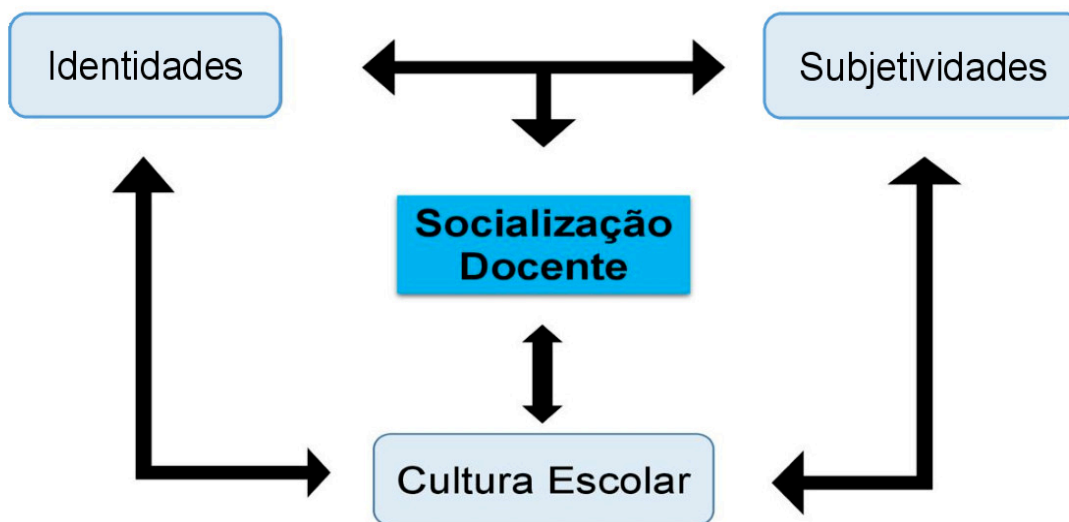 Identidades
Subjetividades
Socialização
Docente
Cultura Escolar